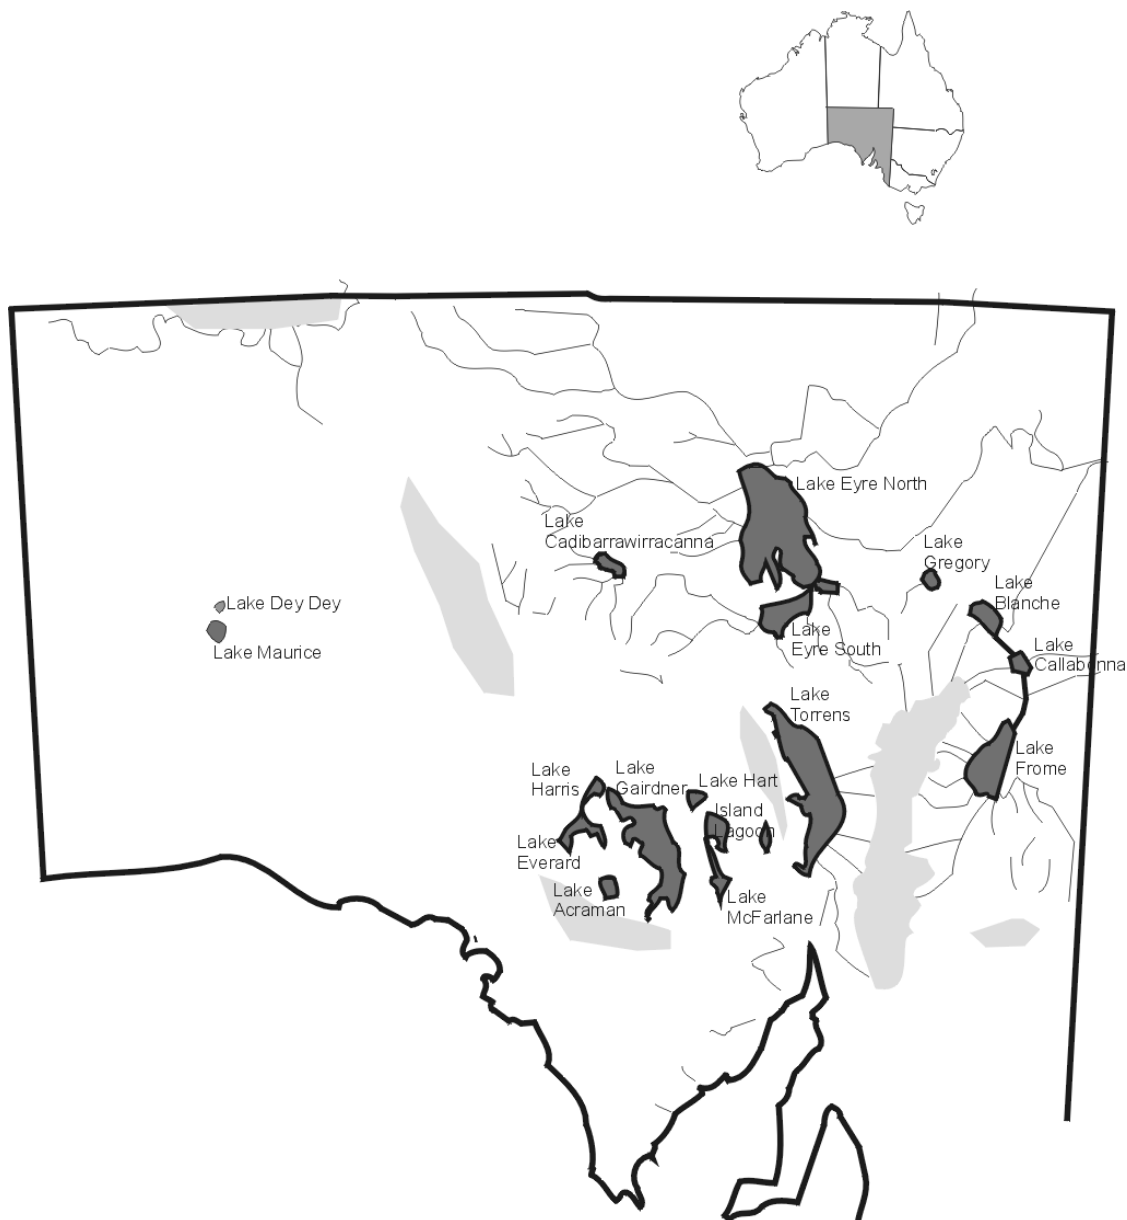 Lake Eyre North
Lake
Cadibarrawirracanna
Lake
Gregory
Lake
Blanche
Lake Dey Dey
Lake Maurice
Lake
Eyre South
Lake
Callabonna
Lake
Torrens
Lake
Frome
Lake
Harris
Lake
Gairdner
Lake Hart
Island
Lagoon
Lake
Everard
Lake
Acraman
Lake
McFarlane